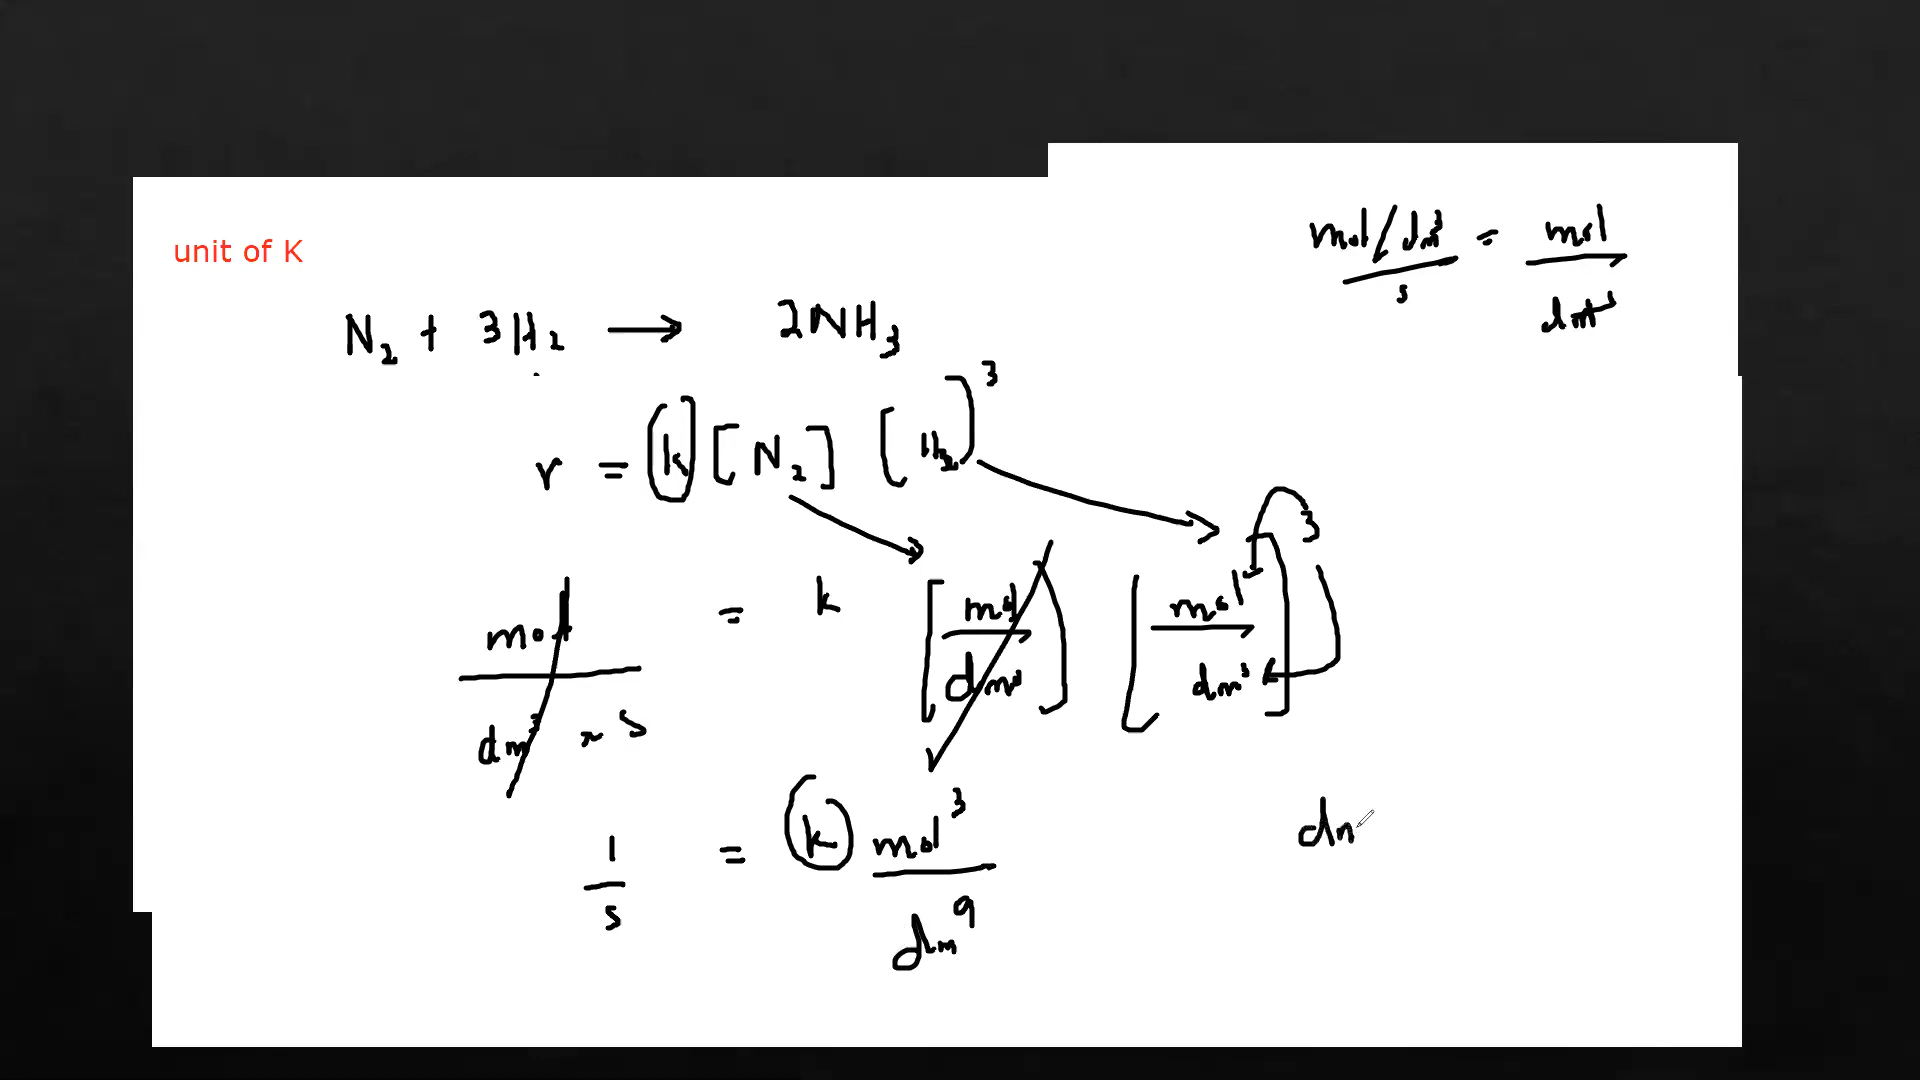 unit of K
mol/dm³ / s = mol / dm³
N₂ + 3H₂ → 2NH₃
r = k [N₂] [H₂]³
mol / dm³ × s = k [mol / dm³] [mol / dm³]³
1 / s = k mol³ / dm⁹